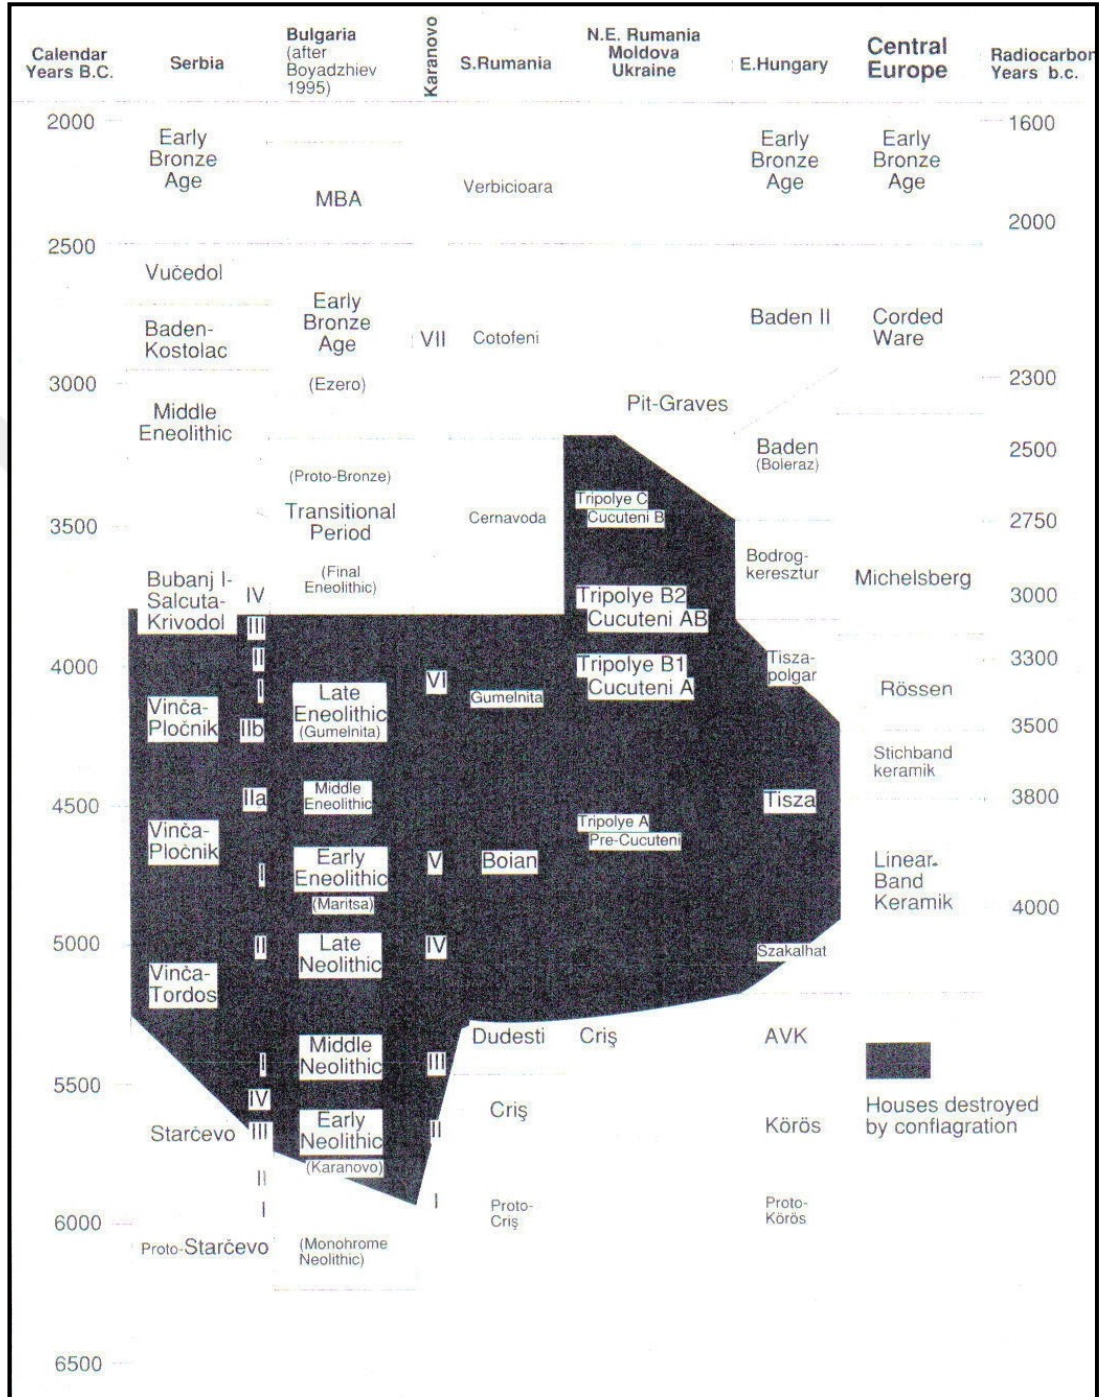 Calendar
Years B.C.
Serbia
Bulgaria
(after
Boyadzhiev
1995)
Karanovo
S.Rumania
N.E. Rumania
Moldova
Ukraine
E.Hungary
Central
Europe
Radiocarbon
Years b.c.
2000
2500
3000
3500
4000
4500
5000
5500
6000
6500
Early
Bronze
Age
Vučedol
Baden-
Kostolac
Middle
Eneolithic
Bubanj I-
Salcuta-
Krivodol
IV
III
II
I
Vinča-
Pločnik
IIb
IIa
Vinča-
Pločnik
I
II
Vinča-
Tordos
I
IV
Starčevo
III
II
I
Proto-Starčevo
MBA
Early
Bronze
Age
(Ezero)
(Proto-Bronze)
Transitional
Period
(Final
Eneolithic)
Late
Eneolithic
(Gumelnita)
Middle
Eneolithic
Early
Eneolithic
(Maritsa)
Late
Neolithic
Middle
Neolithic
Early
Neolithic
(Karanovo)
(Monohrome
Neolithic)
VII
VI
V
IV
III
II
I
Verbicioara
Cotofeni
Cernavoda
Gumelnita
Boian
Dudesti
Criş
Proto-
Criş
Pit-Graves
Tripolye C
Cucuteni B
Tripolye B2
Cucuteni AB
Tripolye B1
Cucuteni A
Tripolye A
Pre-Cucuteni
Criş
Early
Bronze
Age
Baden II
Baden
(Boleraz)
Bodrog-
keresztur
Tisza-
polgar
Tisza
Szakalhat
AVK
Körös
Proto-
Körös
Early
Bronze
Age
Corded
Ware
Michelsberg
Rössen
Stichband
keramik
Linear-
Band
Keramik
Houses destroyed
by conflagration
1600
2000
2300
2500
2750
3000
3300
3500
3800
4000